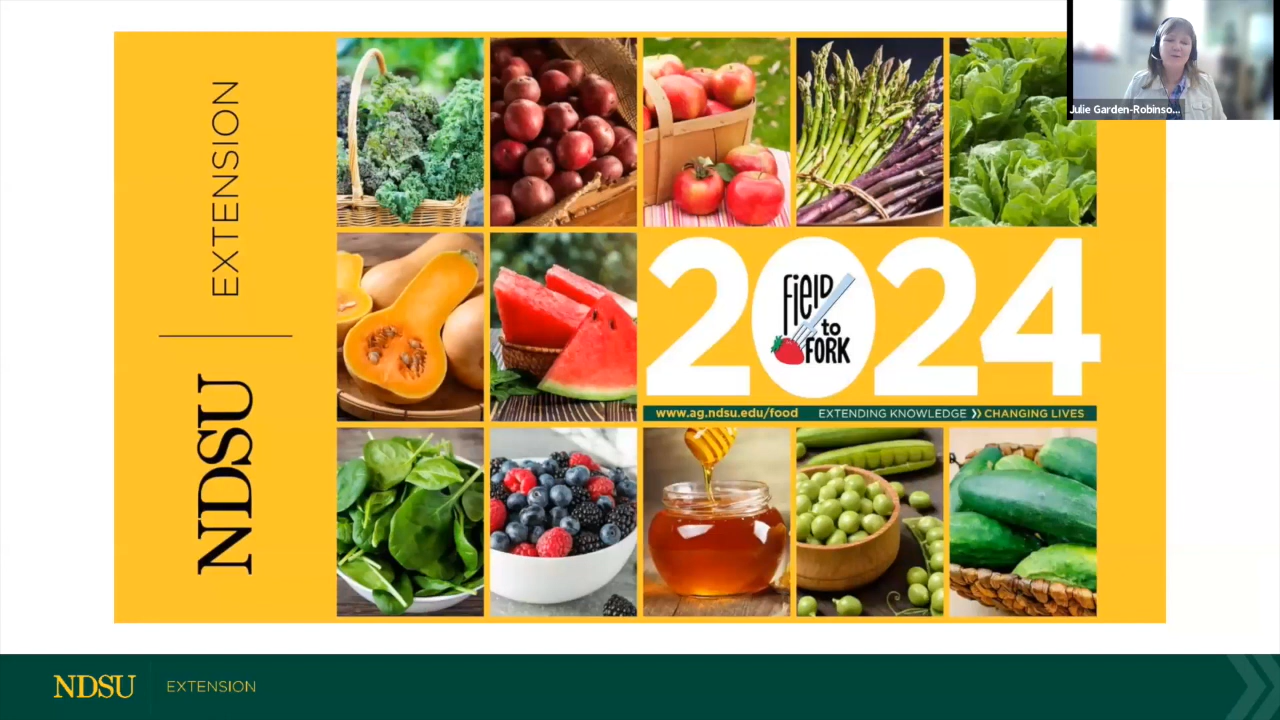 Julie Garden-Robinso...
NDSU | EXTENSION
2024
Field
to
FORK
www.ag.ndsu.edu/food EXTENDING KNOWLEDGE CHANGING LIVES
NDSU EXTENSION